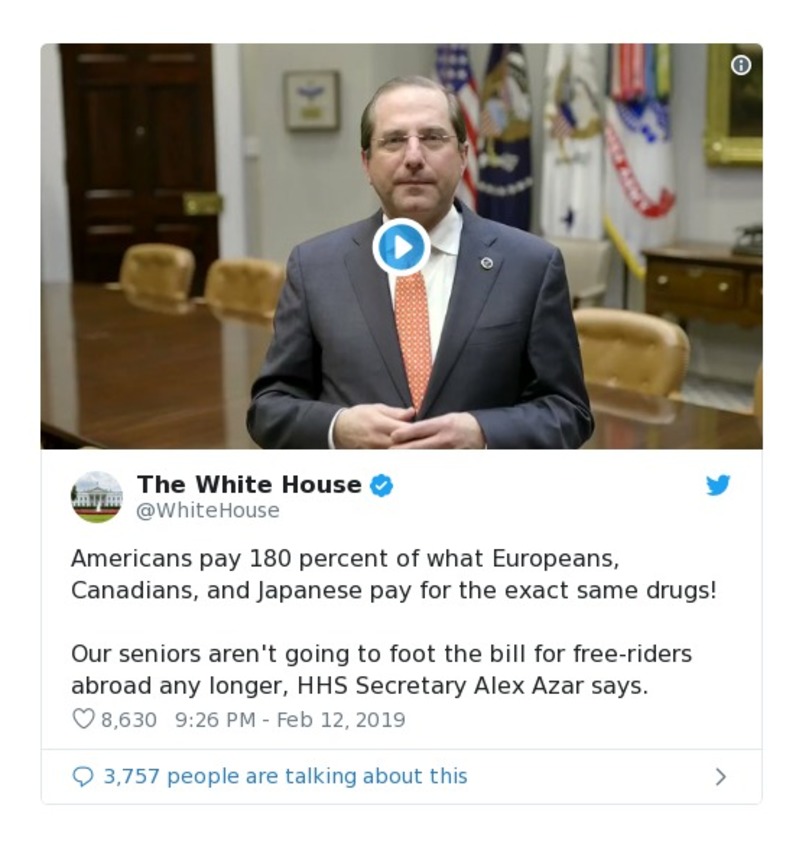 The White House
@WhiteHouse
Americans pay 180 percent of what Europeans,
Canadians, and Japanese pay for the exact same drugs!
Our seniors aren't going to foot the bill for free-riders
abroad any longer, HHS Secretary Alex Azar says.
8,630 9:26 PM - Feb 12, 2019
3,757 people are talking about this